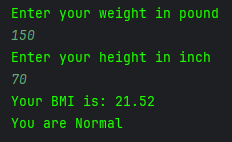 Enter your weight in pound
150
Enter your height in inch
70
Your BMI is: 21.52
You are Normal